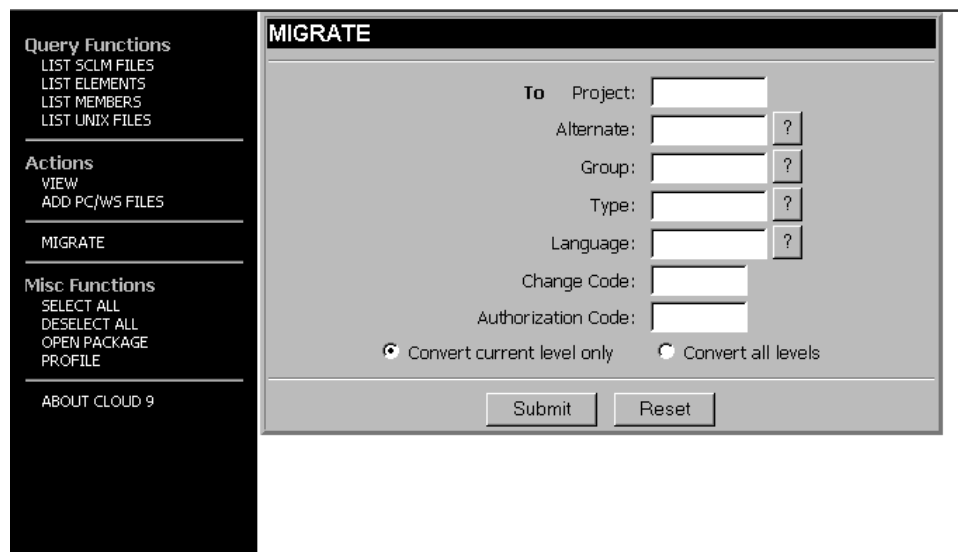 Query Functions
LIST SCLM FILES
LIST ELEMENTS
LIST MEMBERS
LIST UNIX FILES
Actions
VIEW
ADD PC/WS FILES
MIGRATE
Misc Functions
SELECT ALL
DESELECT ALL
OPEN PACKAGE
PROFILE
ABOUT CLOUD 9
MIGRATE
To Project:
Alternate: ?
Group: ?
Type: ?
Language: ?
Change Code:
Authorization Code:
Convert current level only Convert all levels
Submit Reset